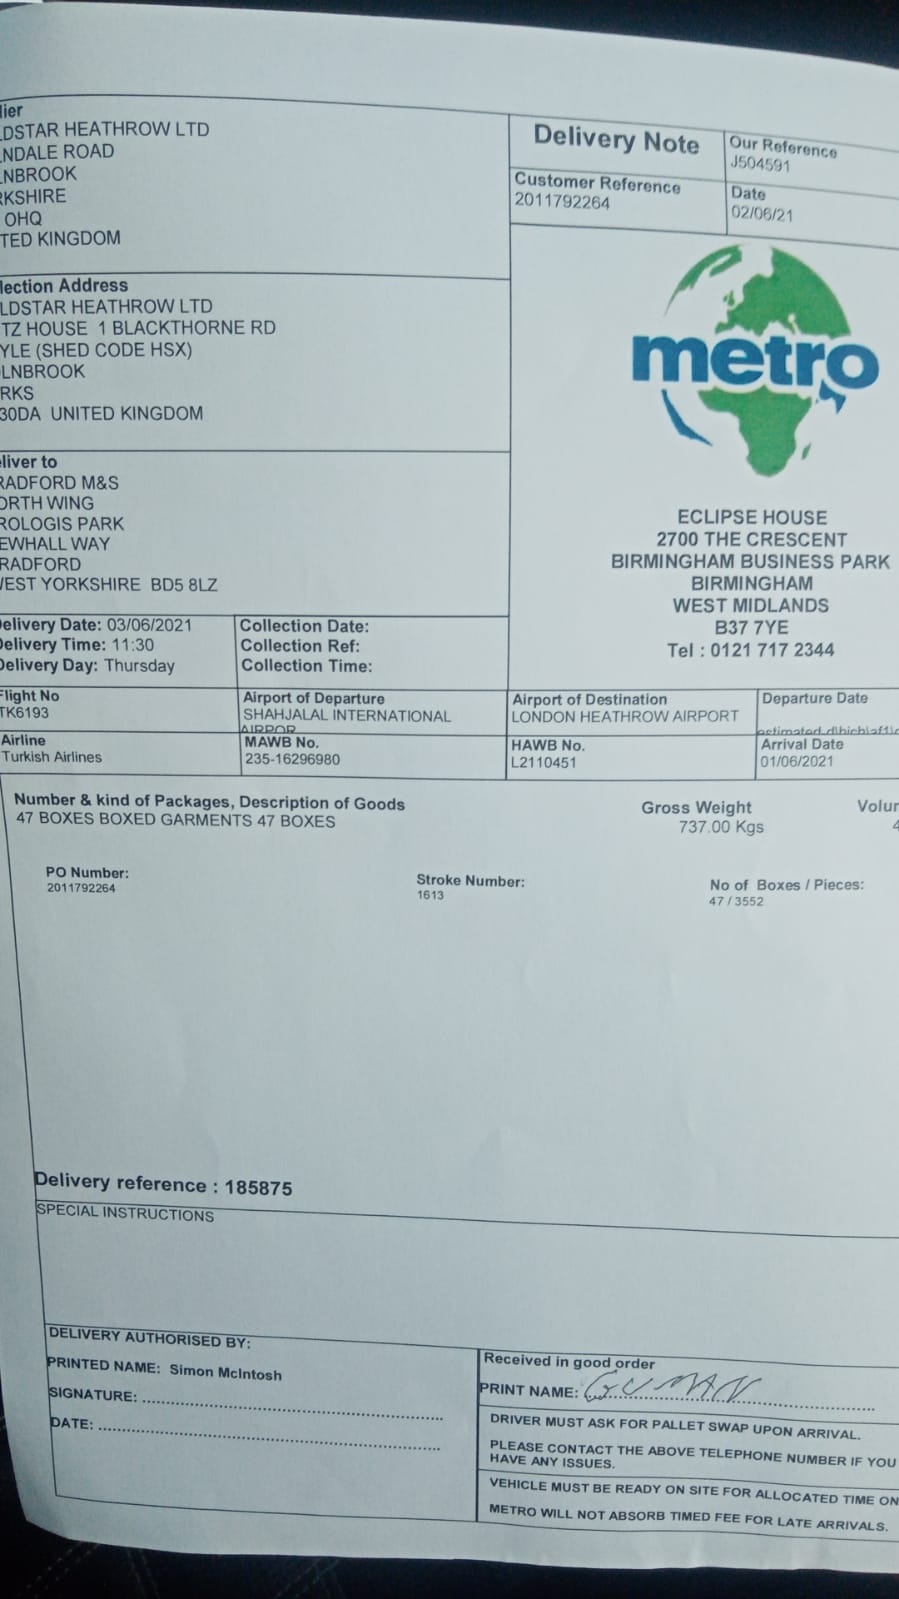 lier
LDSTAR HEATHROW LTD
NDALE ROAD
LNBROOK
RKSHIRE
OHQ
TED KINGDOM
Delivery Note
Our Reference
J504591
Customer Reference
2011792264
Date
02/06/21
lection Address
LDSTAR HEATHROW LTD
TZ HOUSE 1 BLACKTHORNE RD
YLE (SHED CODE HSX)
LNBROOK
RKS
30DA UNITED KINGDOM
metro
liver to
RADFORD M&S
ORTH WING
ROLOGIS PARK
EWHALL WAY
RADFORD
WEST YORKSHIRE BD5 8LZ
ECLIPSE HOUSE
2700 THE CRESCENT
BIRMINGHAM BUSINESS PARK
BIRMINGHAM
WEST MIDLANDS
B37 7YE
Tel : 0121 717 2344
Delivery Date: 03/06/2021
Delivery Time: 11:30
Delivery Day: Thursday
Collection Date:
Collection Ref:
Collection Time:
Flight No
TK6193
Airport of Departure
SHAHJALAL INTERNATIONAL
AIRPOR
Airport of Destination
LONDON HEATHROW AIRPORT
Departure Date
Airline
Turkish Airlines
MAWB No.
235-16296980
HAWB No.
L2110451
Arrival Date
01/06/2021
Number & kind of Packages, Description of Goods
47 BOXES BOXED GARMENTS 47 BOXES
Gross Weight
737.00 Kgs
Volu
PO Number:
2011792264
Stroke Number:
1613
No of Boxes / Pieces:
47 / 3552
Delivery reference : 185875
SPECIAL INSTRUCTIONS
DELIVERY AUTHORISED BY:
PRINTED NAME: Simon McIntosh
SIGNATURE:
DATE:
Received in good order
PRINT NAME: GUMAN
DRIVER MUST ASK FOR PALLET SWAP UPON ARRIVAL.
PLEASE CONTACT THE ABOVE TELEPHONE NUMBER IF YOU
HAVE ANY ISSUES.
VEHICLE MUST BE READY ON SITE FOR ALLOCATED TIME ON
METRO WILL NOT ABSORB TIMED FEE FOR LATE ARRIVALS.